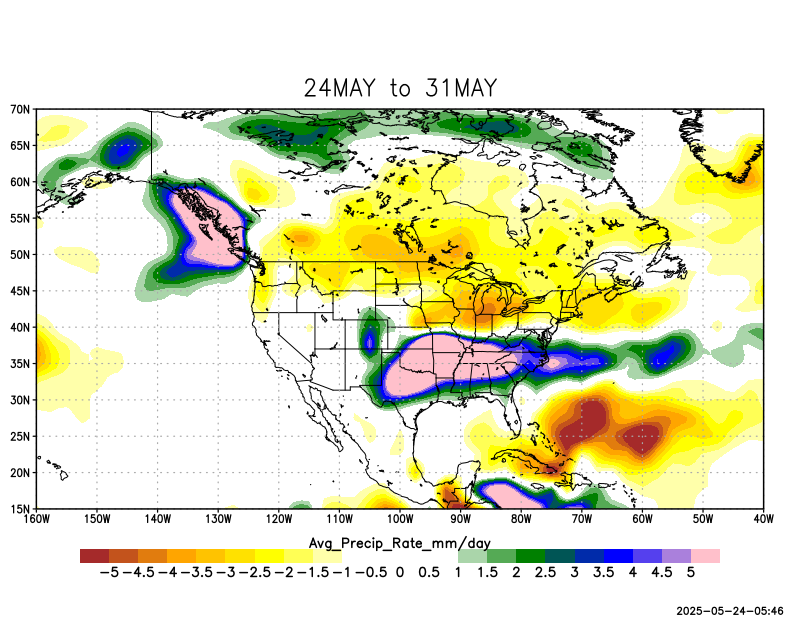 24MAY to 31MAY
70N
65N
60N
55N
50N
45N
40N
35N
30N
25N
20N
15N
160W 150W 140W 130W 120W 110W 100W 90W 80W 70W 60W 50W 40W
Avg_Precip_Rate_mm/day
-5 -4.5 -4 -3.5 -3 -2.5 -2 -1.5 -1 -0.5 0 0.5 1 1.5 2 2.5 3 3.5 4 4.5 5
2025-05-24-05:46